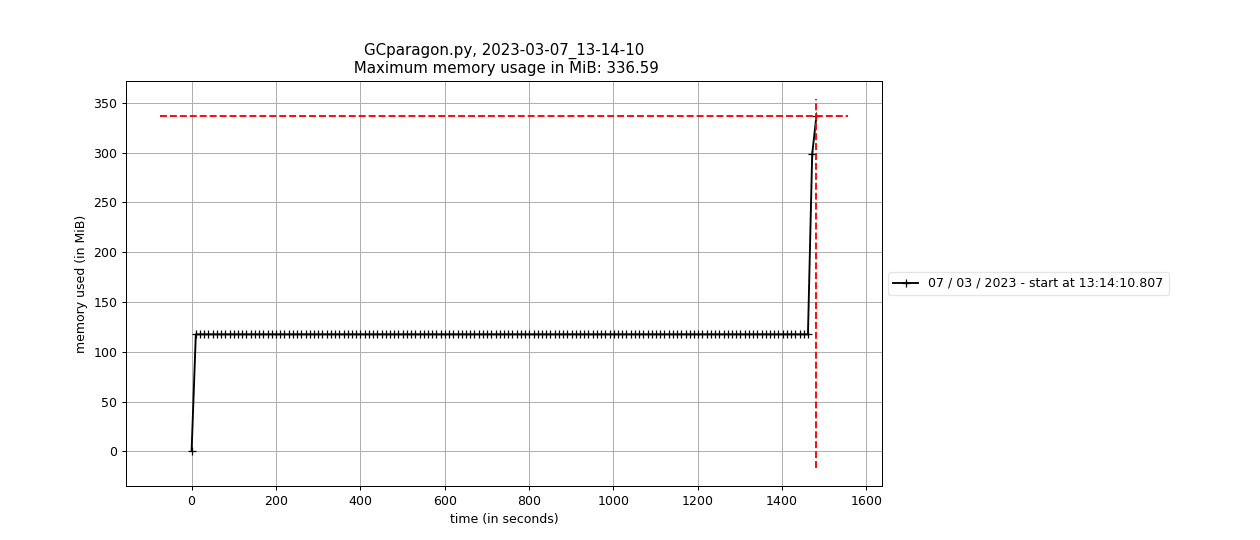 GCparagon.py, 2023-03-07_13-14-10
Maximum memory usage in MiB: 336.59
350
300
250
200
150
100
50
0
memory used (in MiB)
0 200 400 600 800 1000 1200 1400 1600
time (in seconds)
07 / 03 / 2023 - start at 13:14:10.807